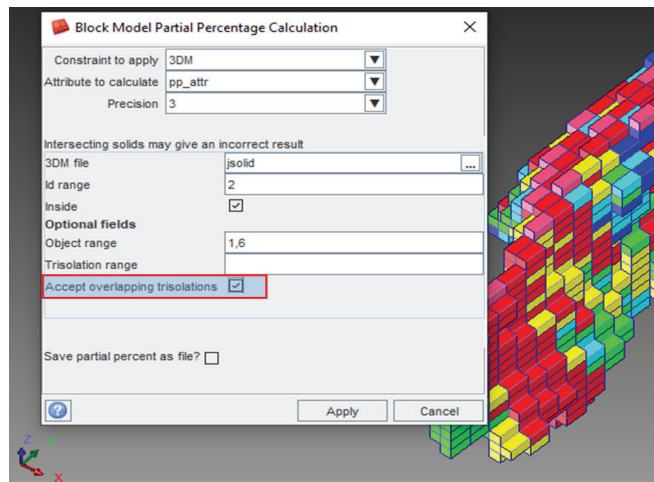 Block Model Partial Percentage Calculation
Constraint to apply 3DM
Attribute to calculate pp_attr
Precision 3
Intersecting solids may give an incorrect result
3DM file jsolid ...
Id range 2
Inside
Optional fields
Object range 1,6
Trisolation range
Accept overlapping trisolations
Save partial percent as file?
? Apply Cancel
Z Y
X